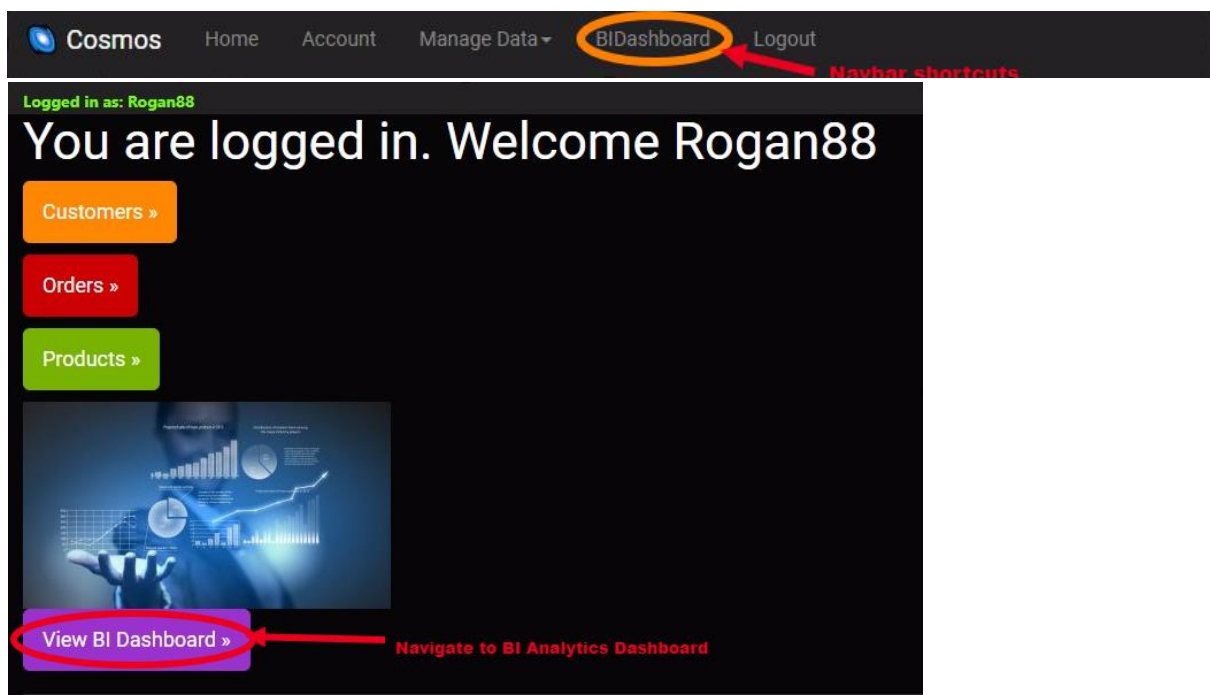 Cosmos Home Account Manage Data BIDashboard Logout
Navbar shortcuts
Logged in as: Rogan88
You are logged in. Welcome Rogan88
Customers »
Orders »
Products »
View BI Dashboard »
Navigate to BI Analytics Dashboard